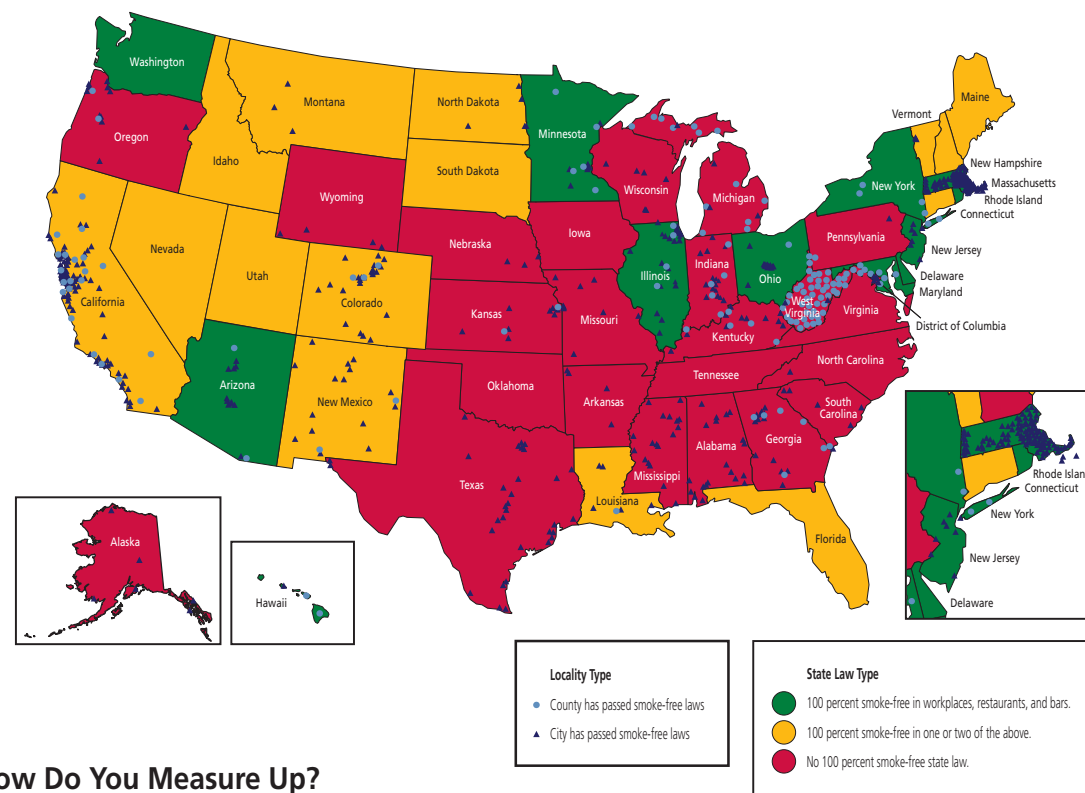 Washington
Oregon
Idaho
Montana
North Dakota
South Dakota
Minnesota
Wyoming
Wisconsin
Michigan
New York
Vermont
Maine
New Hampshire
Massachusetts
Rhode Island
Connecticut
Pennsylvania
New Jersey
Delaware
Maryland
District of Columbia
Nevada
Utah
California
Colorado
Nebraska
Iowa
Illinois
Indiana
Ohio
West
Virginia
Virginia
Kansas
Missouri
Kentucky
Arizona
New Mexico
Oklahoma
Arkansas
Tennessee
North Carolina
South
Carolina
Texas
Louisiana
Mississippi
Alabama
Georgia
Florida
Alaska
Hawaii
Rhode Islan
Connecticut
New York
New Jersey
Delaware
Locality Type
County has passed smoke-free laws
City has passed smoke-free laws
State Law Type
100 percent smoke-free in workplaces, restaurants, and bars.
100 percent smoke-free in one or two of the above.
No 100 percent smoke-free state law.
ow Do You Measure Up?